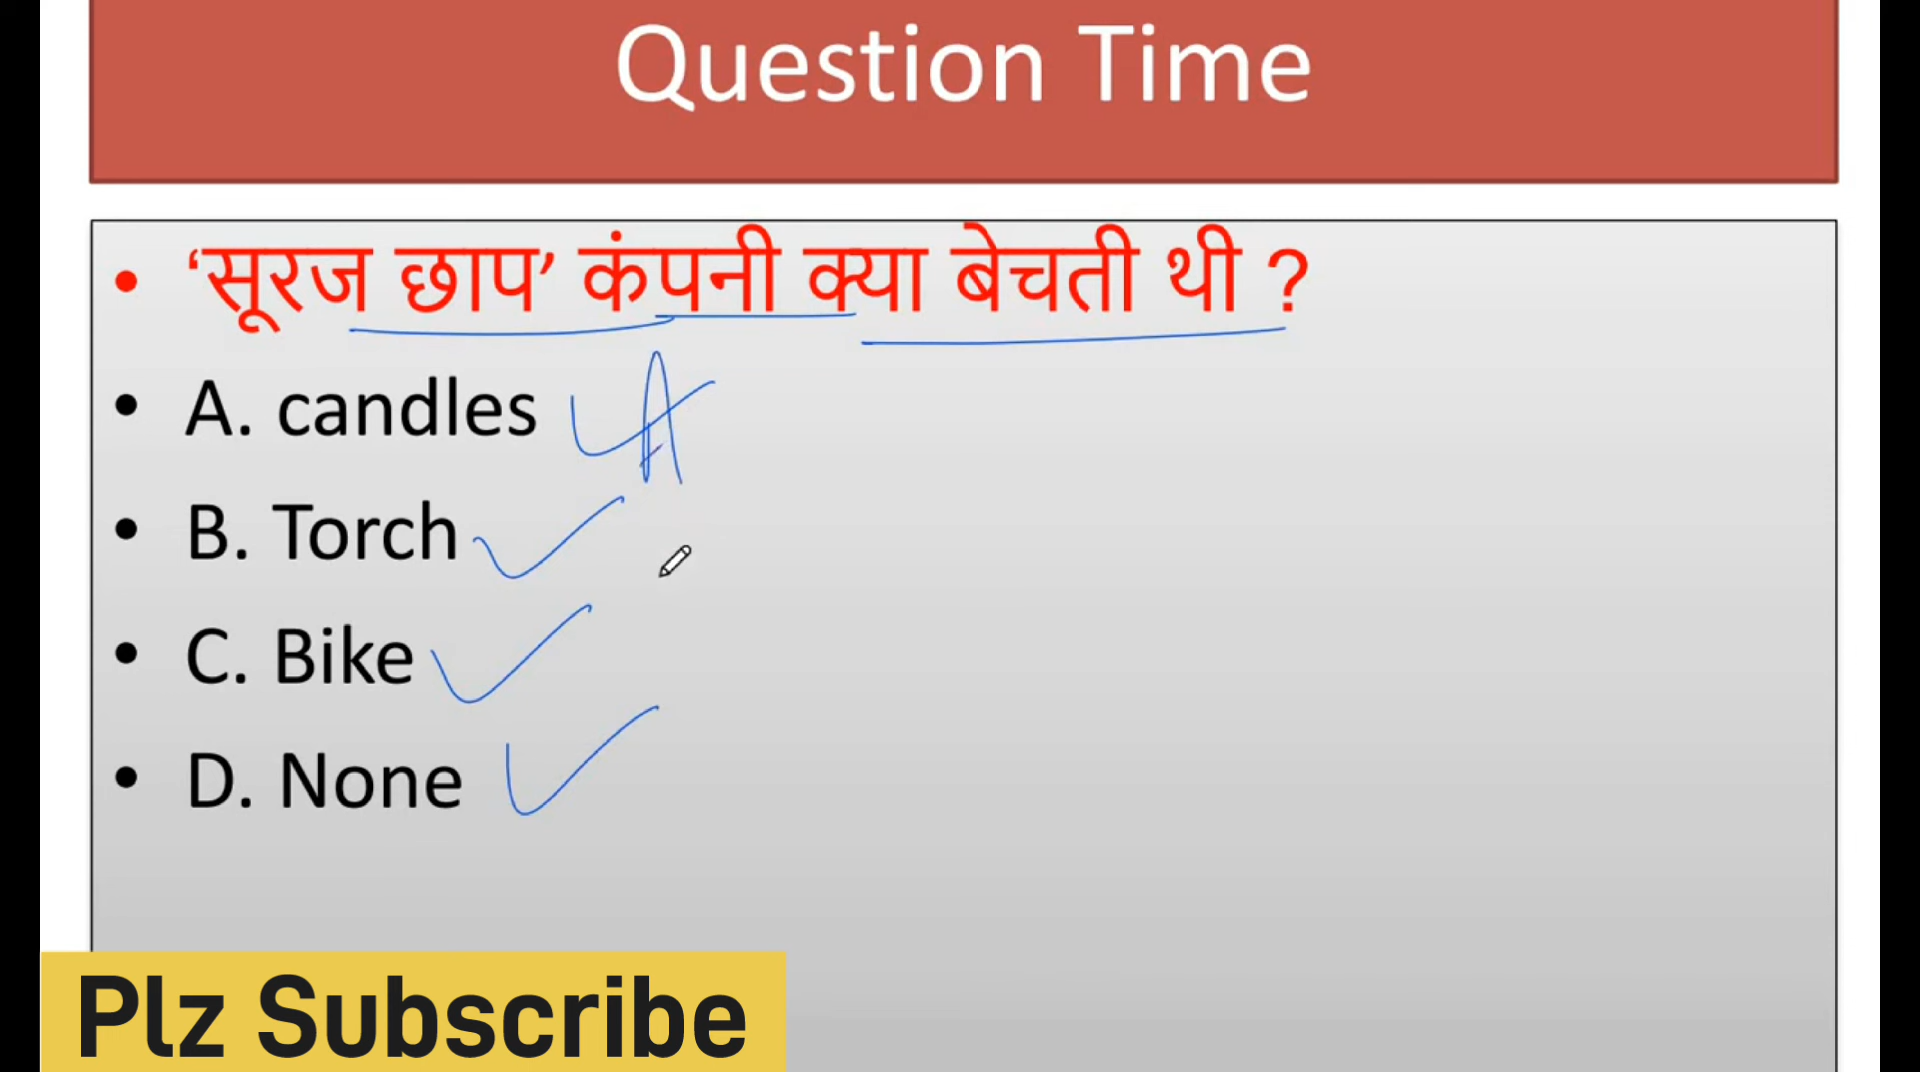 Question Time
• ‘सूरज छाप’ कंपनी क्या बेचती थी ?
• A. candles A
• B. Torch
• C. Bike
• D. None
Plz Subscribe